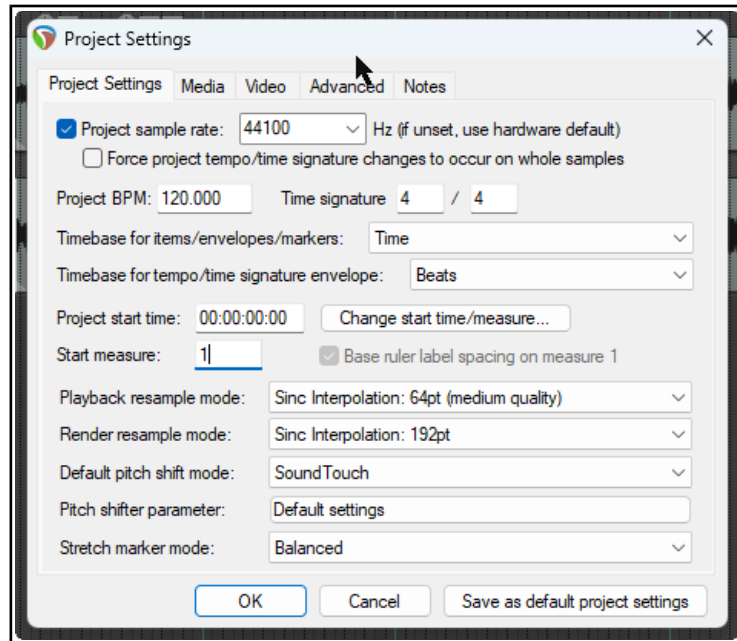 Project Settings
Project Settings Media Video Advanced Notes
Project sample rate: 44100 Hz (if unset, use hardware default)
Force project tempo/time signature changes to occur on whole samples
Project BPM: 120.000 Time signature 4 / 4
Timebase for items/envelopes/markers: Time
Timebase for tempo/time signature envelope: Beats
Project start time: 00:00:00:00 Change start time/measure...
Start measure: 1 Base ruler label spacing on measure 1
Playback resample mode: Sinc Interpolation: 64pt (medium quality)
Render resample mode: Sinc Interpolation: 192pt
Default pitch shift mode: SoundTouch
Pitch shifter parameter: Default settings
Stretch marker mode: Balanced
OK Cancel Save as default project settings